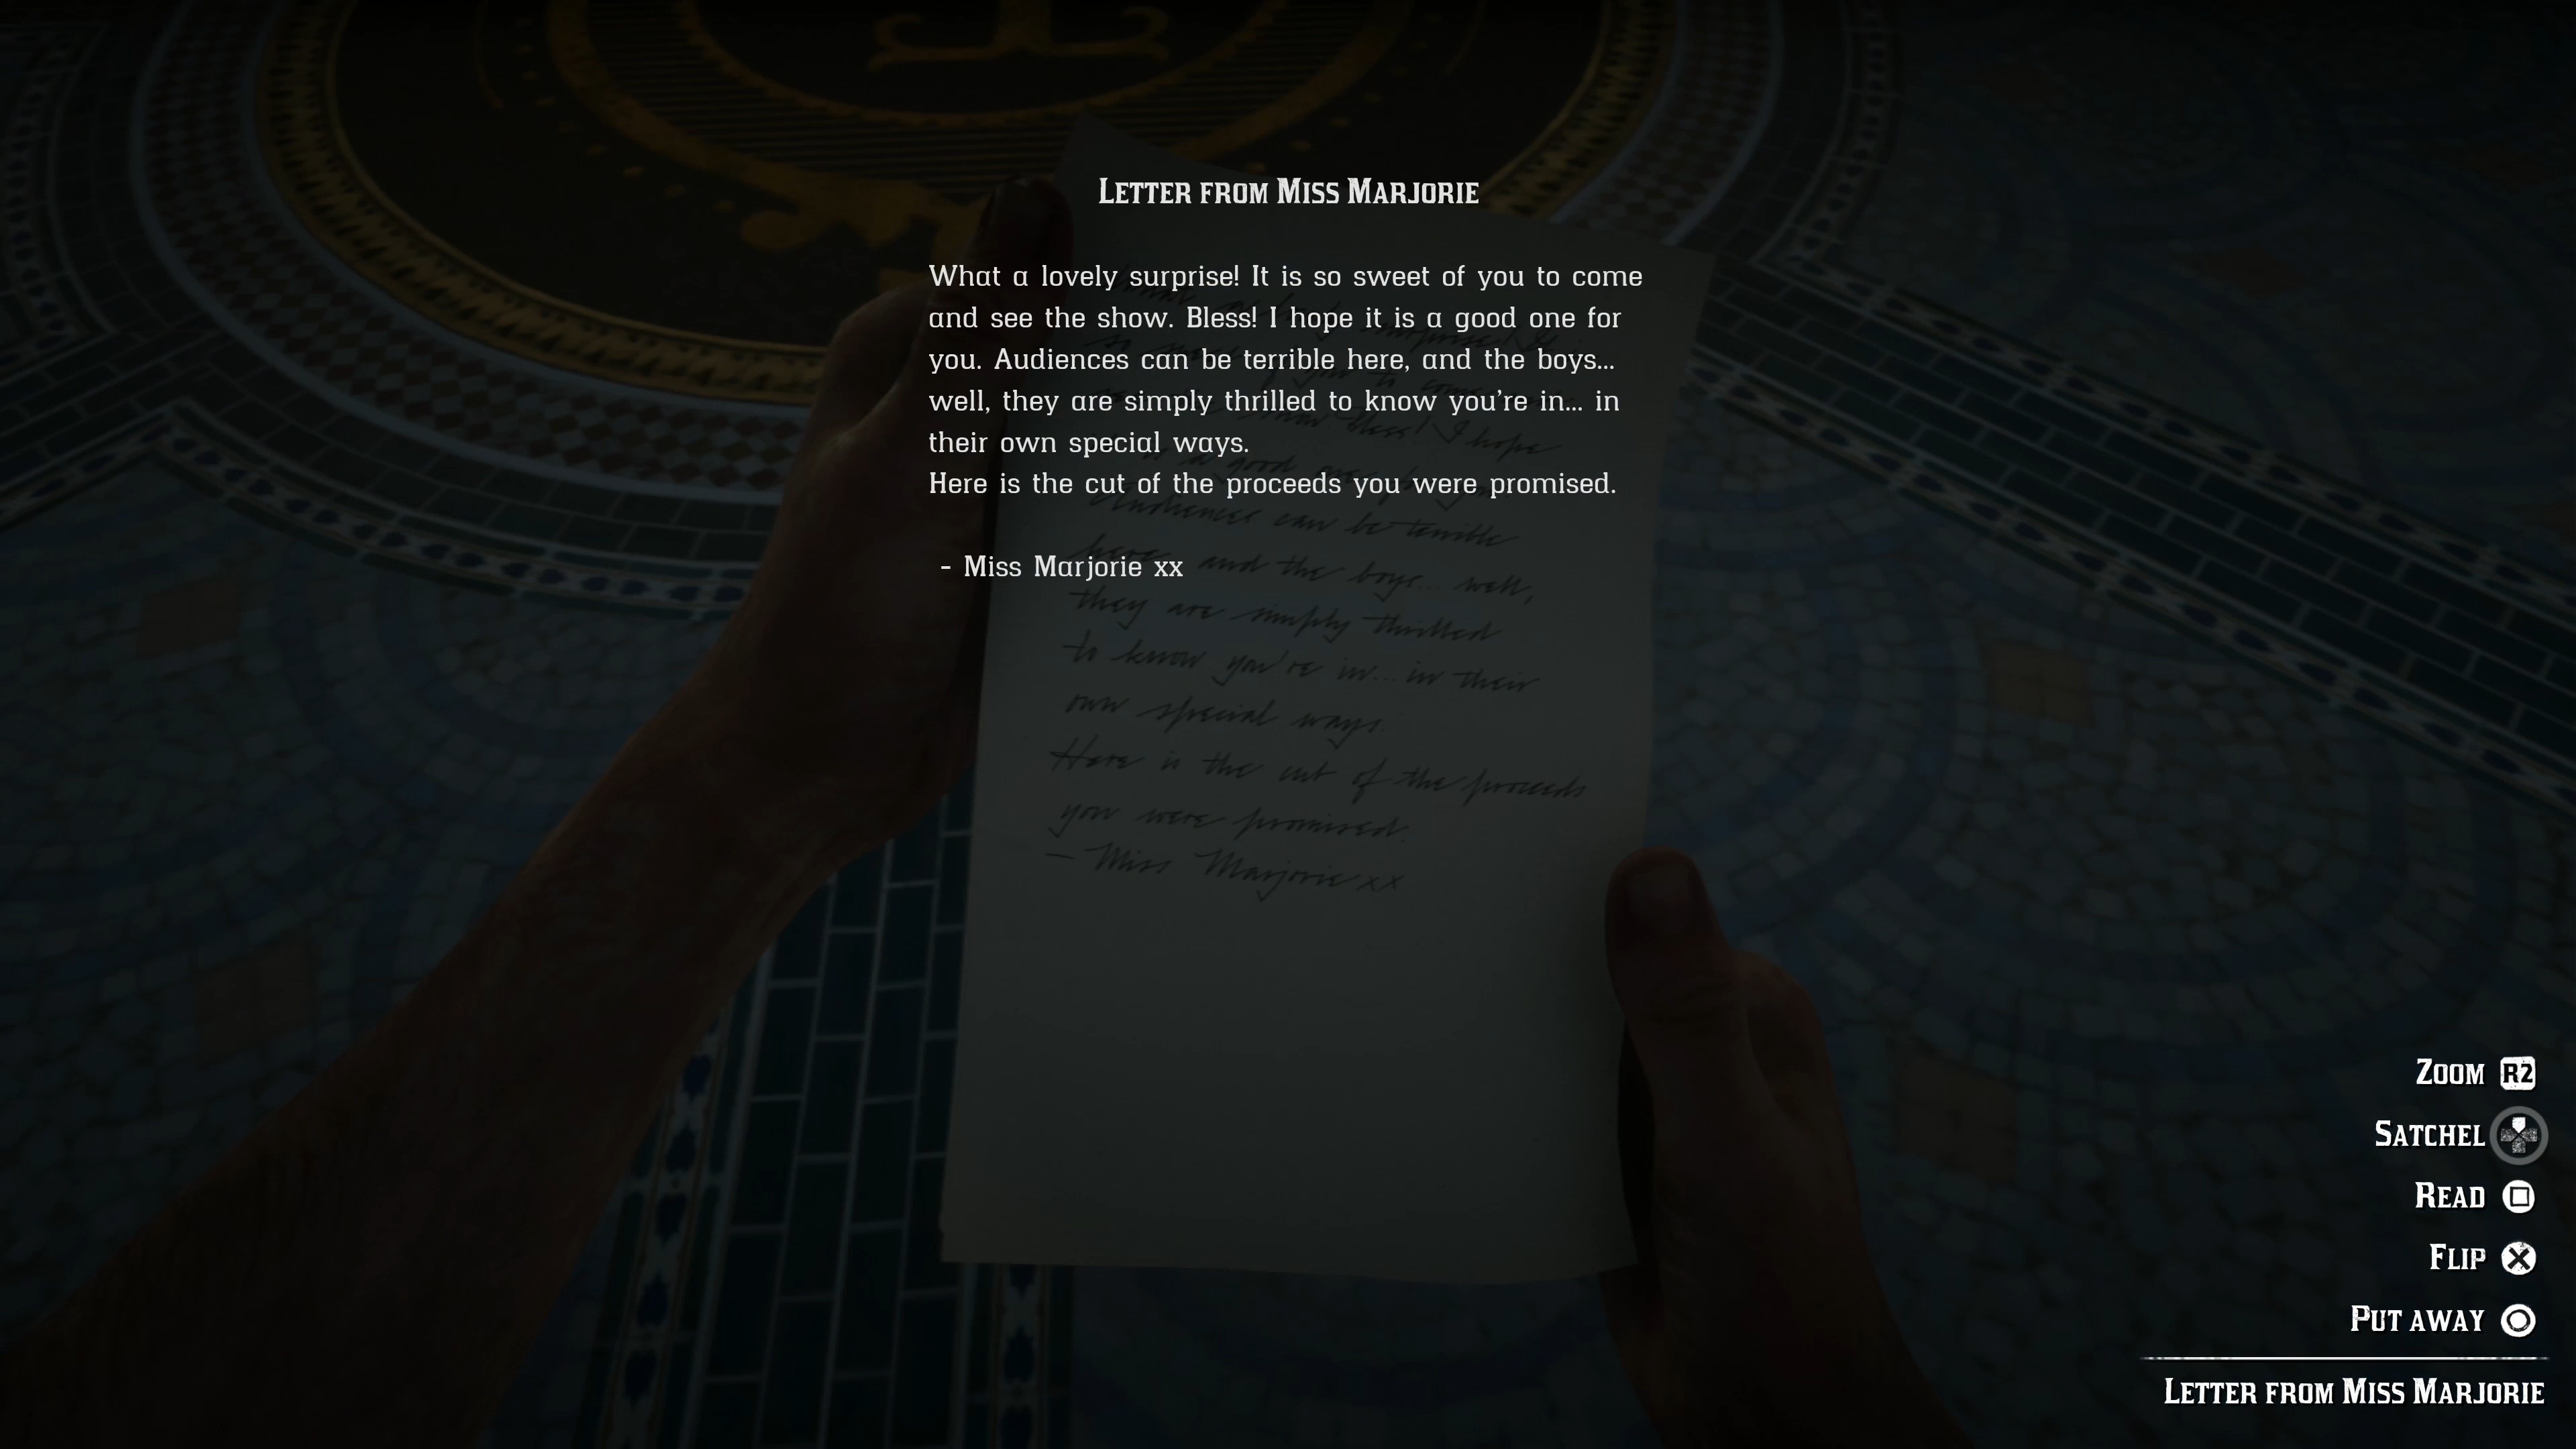 Letter from Miss Marjorie
What a lovely surprise! It is so sweet of you to come
and see the show. Bless! I hope it is a good one for
you. Audiences can be terrible here, and the boys...
well, they are simply thrilled to know you're in... in
their own special ways.
Here is the cut of the proceeds you were promised.
- Miss Marjorie xx
Audiences can be terrible
here and the boys... well,
they are simply thrilled
to know you're in... in their
own special ways.
Here is the cut of the proceeds
you were promised.
- Miss Marjorie xx
Zoom R2
Satchel
Read
Flip
Put away
Letter from Miss Marjorie